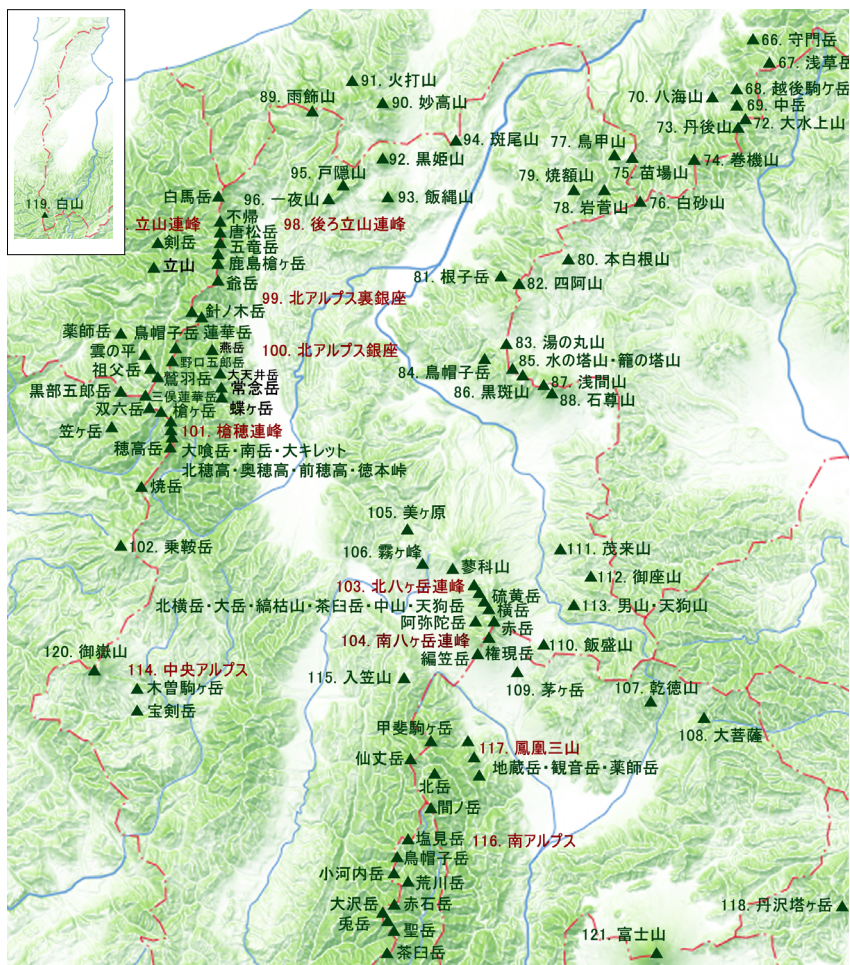 66. 守門岳
67. 浅草岳
91. 火打山
89. 雨飾山
90. 妙高山
68. 越後駒ケ岳
70. 八海山
69. 中岳
72. 大水上山
73. 丹後山
94. 斑尾山
77. 鳥甲山
92. 黒姫山
74. 巻機山
95. 戸隠山
75. 苗場山
79. 焼額山
白馬岳
96. 一夜山
93. 飯縄山
78. 岩菅山
76. 白砂山
119. 白山
不帰
. 立山連峰
98. 後ろ立山連峰
唐松岳
剣岳
五竜岳
立山
鹿島槍ヶ岳
80. 本白根山
爺岳
81. 根子岳
82. 四阿山
99. 北アルプス裏銀座
針ノ木岳
薬師岳
烏帽子岳
蓮華岳
83. 湯の丸山
雲の平
燕岳
100. 北アルプス銀座
85. 水の塔山・籠の塔山
野口五郎岳
祖父岳
84. 烏帽子岳
鷲羽岳
大天井岳
87. 浅間山
黒部五郎岳
三俣蓮華岳
常念岳
86. 黒斑山
88. 石尊山
双六岳
槍ヶ岳
蝶ヶ岳
笠ヶ岳
101. 槍穂連峰
穂高岳
大喰岳・南岳・大キレット
北穂高・奥穂高・前穂高・徳本峠
焼岳
105. 美ヶ原
102. 乗鞍岳
106. 霧ヶ峰
111. 茂来山
蓼科山
112. 御座山
103. 北八ヶ岳連峰
硫黄岳
北横岳・大岳・縞枯山・茶臼岳・中山・天狗岳
横岳
113. 男山・天狗山
阿弥陀岳
赤岳
104. 南八ヶ岳連峰
110. 飯盛山
120. 御嶽山
編笠岳
権現岳
114. 中央アルプス
115. 入笠山
109. 茅ヶ岳
木曽駒ヶ岳
107. 乾徳山
宝剣岳
108. 大菩薩
甲斐駒ヶ岳
117. 鳳凰三山
仙丈岳
地蔵岳・観音岳・薬師岳
北岳
間ノ岳
塩見岳
116. 南アルプス
烏帽子岳
小河内岳
荒川岳
大沢岳
赤石岳
118. 丹沢塔ヶ岳
兎岳
聖岳
121. 富士山
茶臼岳